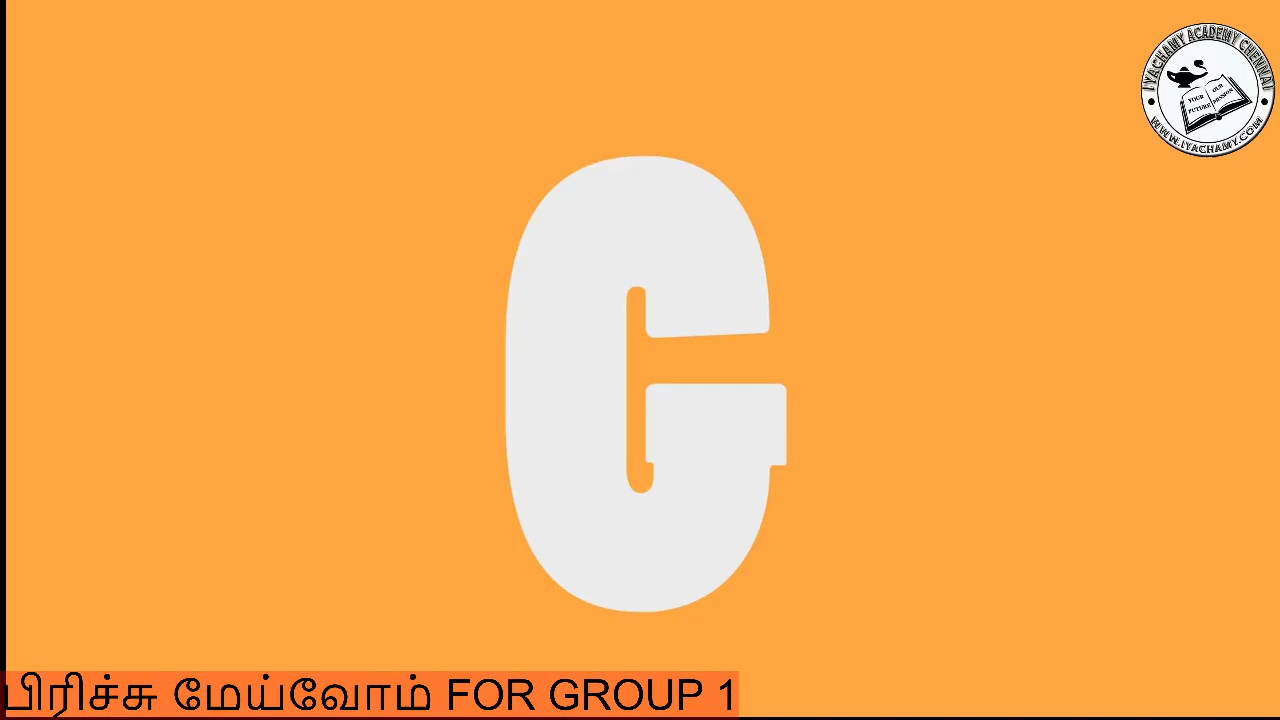 IYACHAMY ACADEMY CHENNAI
YOUR FUTURE
OUR MISSION
WWW.IYACHAMY.COM
G
பிரிச்சு மேய்வோம் FOR GROUP 1